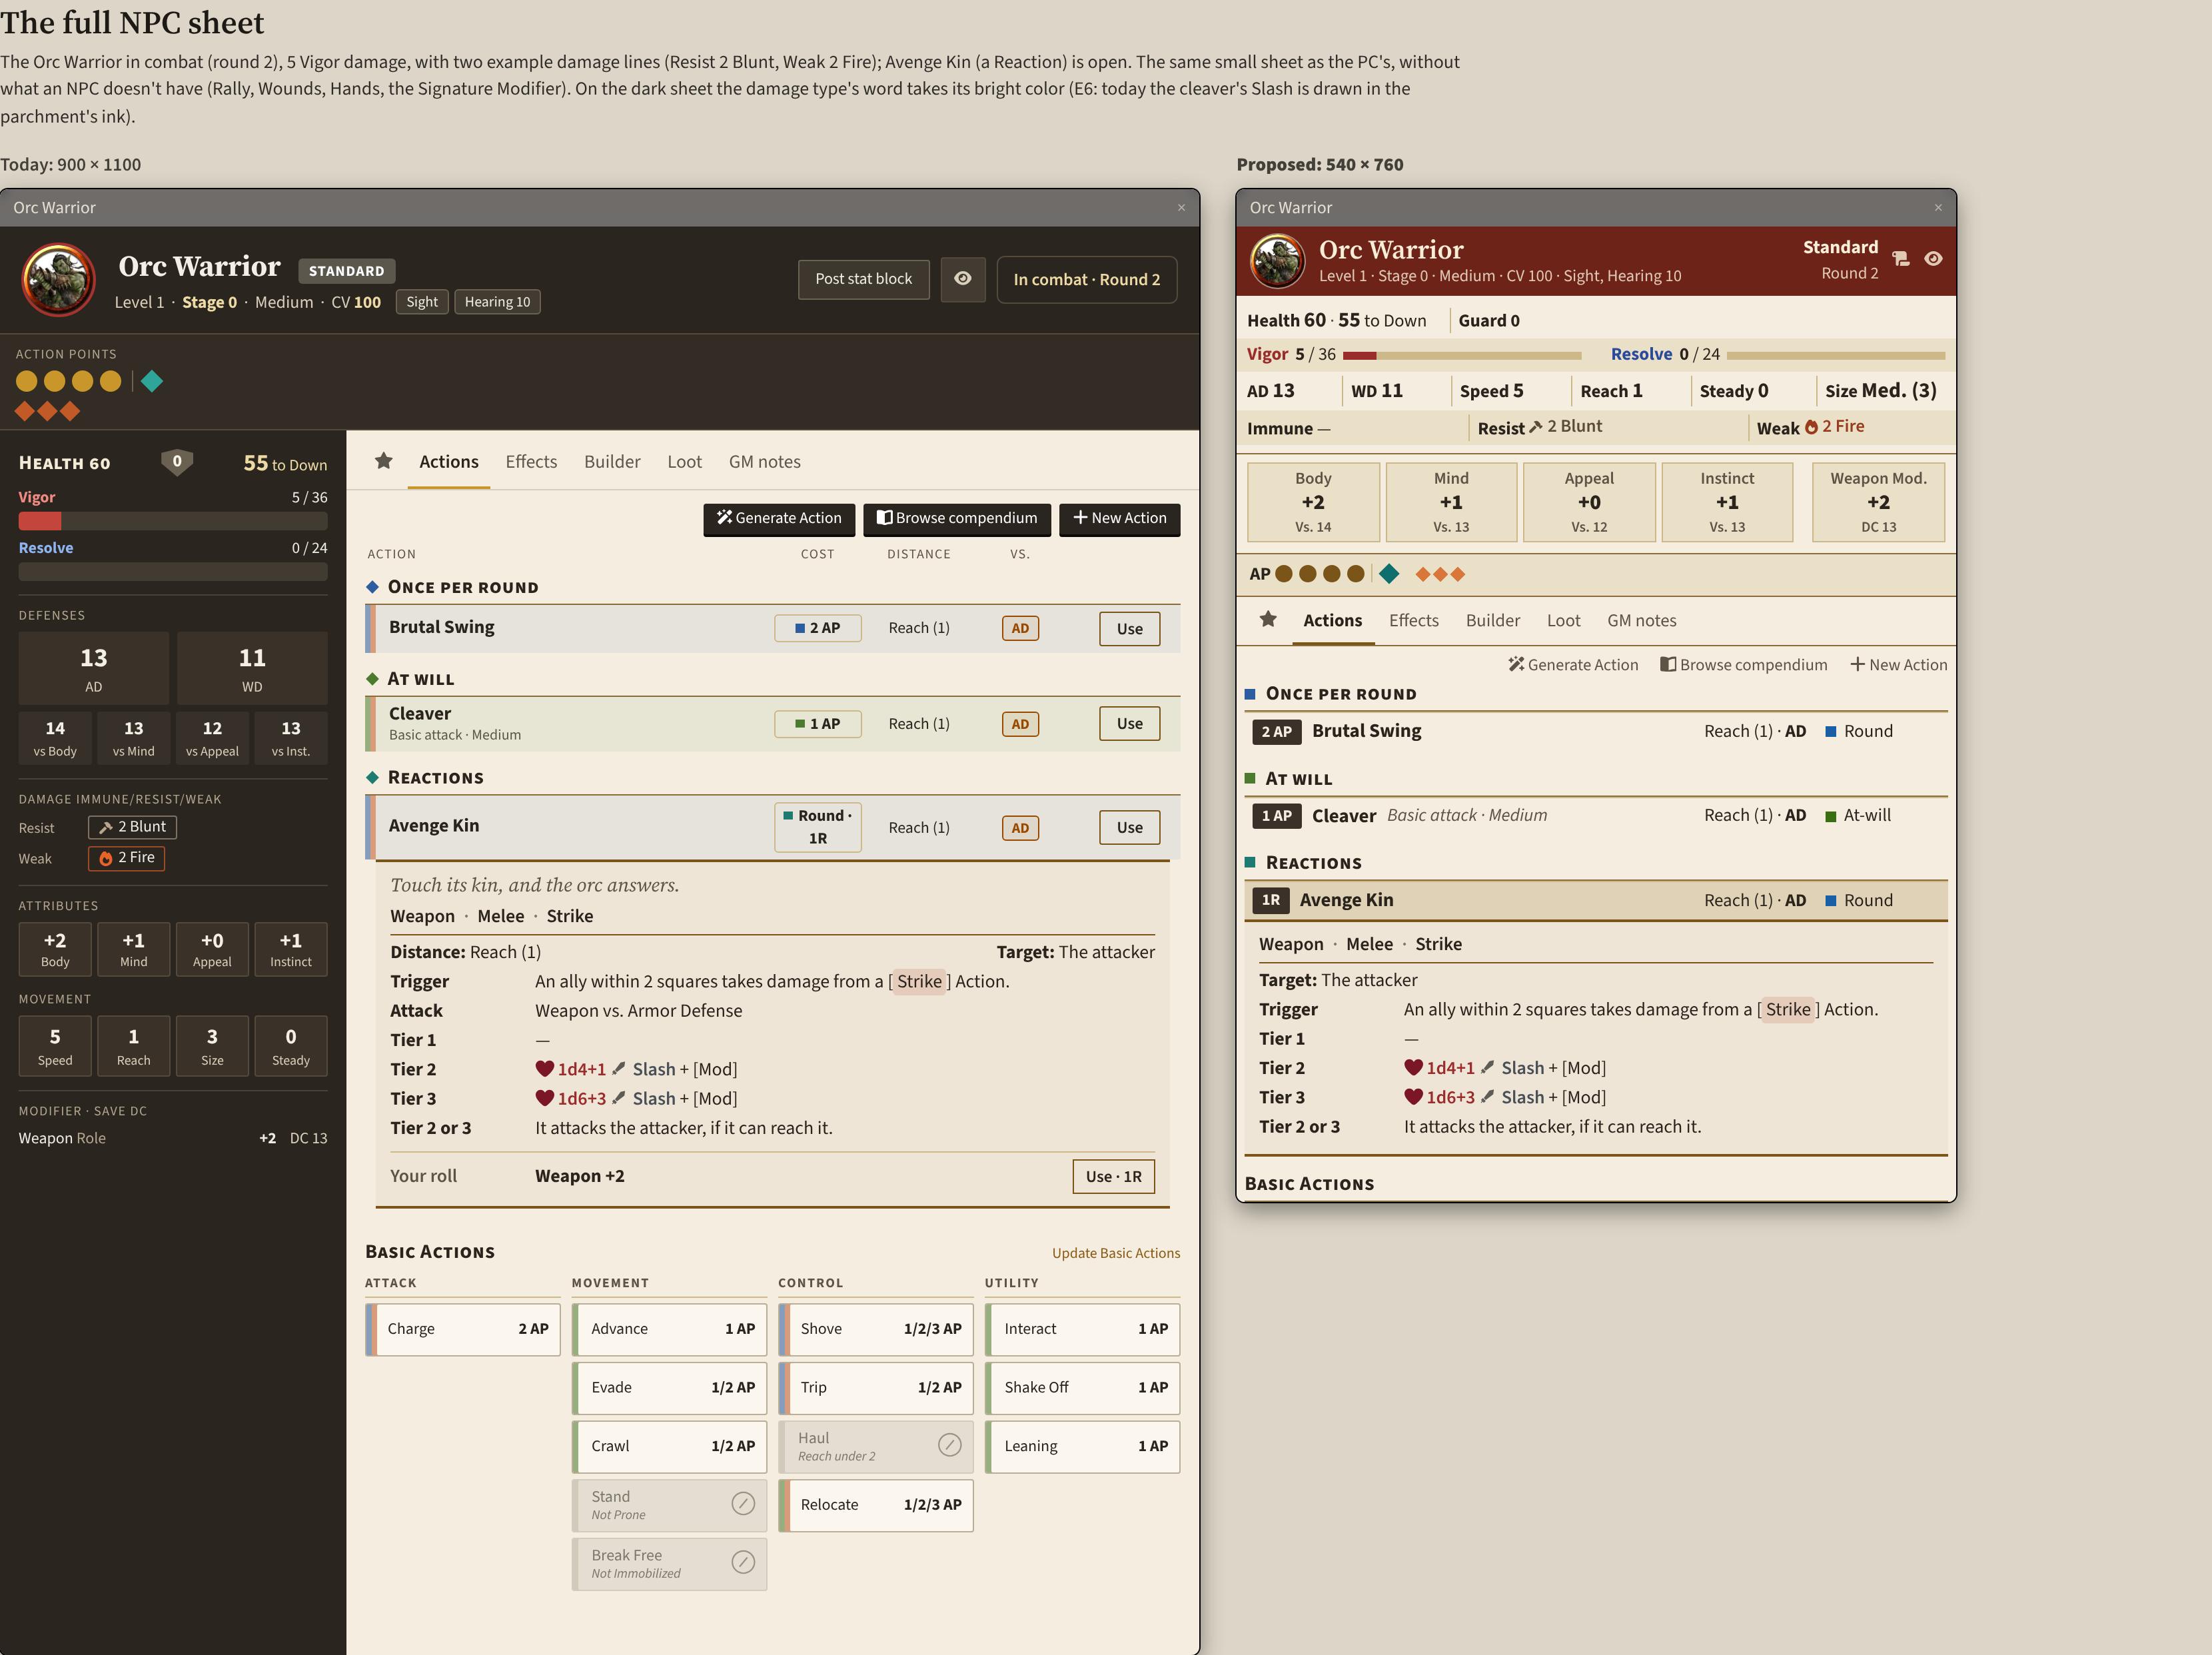 The full NPC sheet
The Orc Warrior in combat (round 2), 5 Vigor damage, with two example damage lines (Resist 2 Blunt, Weak 2 Fire); Avenge Kin (a Reaction) is open. The same small sheet as the PC's, without
what an NPC doesn't have (Rally, Wounds, Hands, the Signature Modifier). On the dark sheet the damage type's word takes its bright color (E6: today the cleaver's Slash is drawn in the
parchment's ink).
Today: 900 × 1100
Orc Warrior ×
Orc Warrior STANDARD
Level 1 · Stage 0 · Medium · CV 100 Sight Hearing 10
Post stat block
In combat · Round 2
ACTION POINTS
HEALTH 60 0 55 to Down
Vigor 5 / 36
Resolve 0 / 24
DEFENSES
13 11
AD WD
14 13 12 13
vs Body vs Mind vs Appeal vs Inst.
DAMAGE IMMUNE/RESIST/WEAK
Resist 2 Blunt
Weak 2 Fire
ATTRIBUTES
+2 +1 +0 +1
Body Mind Appeal Instinct
MOVEMENT
5 1 3 0
Speed Reach Size Steady
MODIFIER · SAVE DC
Weapon Role +2 DC 13
Actions Effects Builder Loot GM notes
Generate Action Browse compendium New Action
ACTION COST DISTANCE VS.
ONCE PER ROUND
Brutal Swing 2 AP Reach (1) AD Use
AT WILL
Cleaver 1 AP Reach (1) AD Use
Basic attack · Medium
REACTIONS
Avenge Kin Round · 1R Reach (1) AD Use
Touch its kin, and the orc answers.
Weapon · Melee · Strike
Distance: Reach (1) Target: The attacker
Trigger An ally within 2 squares takes damage from a [ Strike ] Action.
Attack Weapon vs. Armor Defense
Tier 1 —
Tier 2 1d4+1 Slash + [Mod]
Tier 3 1d6+3 Slash + [Mod]
Tier 2 or 3 It attacks the attacker, if it can reach it.
Your roll Weapon +2 Use · 1R
BASIC ACTIONS Update Basic Actions
ATTACK MOVEMENT CONTROL UTILITY
Charge 2 AP Advance 1 AP Shove 1/2/3 AP Interact 1 AP
Evade 1/2 AP Trip 1/2 AP Shake Off 1 AP
Crawl 1/2 AP Haul Leaning 1 AP
Reach under 2
Stand Relocate 1/2/3 AP
Not Prone
Break Free
Not Immobilized
Proposed: 540 × 760
Orc Warrior ×
Orc Warrior Standard
Level 1 · Stage 0 · Medium · CV 100 · Sight, Hearing 10 Round 2
Health 60 · 55 to Down Guard 0
Vigor 5 / 36 Resolve 0 / 24
AD 13 WD 11 Speed 5 Reach 1 Steady 0 Size Med. (3)
Immune — Resist 2 Blunt Weak 2 Fire
Body Mind Appeal Instinct Weapon Mod.
+2 +1 +0 +1 +2
Vs. 14 Vs. 13 Vs. 12 Vs. 13 DC 13
AP
Actions Effects Builder Loot GM notes
Generate Action Browse compendium New Action
ONCE PER ROUND
2 AP Brutal Swing Reach (1) · AD Round
AT WILL
1 AP Cleaver Basic attack · Medium Reach (1) · AD At-will
REACTIONS
1R Avenge Kin Reach (1) · AD Round
Weapon · Melee · Strike
Target: The attacker
Trigger An ally within 2 squares takes damage from a [ Strike ] Action.
Tier 1 —
Tier 2 1d4+1 Slash + [Mod]
Tier 3 1d6+3 Slash + [Mod]
Tier 2 or 3 It attacks the attacker, if it can reach it.
BASIC ACTIONS